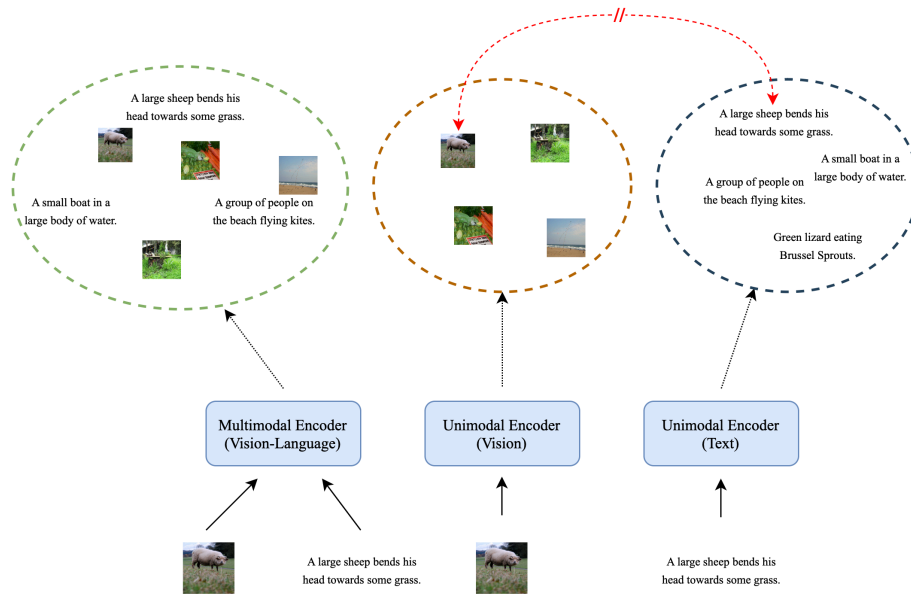 //
A large sheep bends his
head towards some grass.
A small boat in a
large body of water.
A group of people on
the beach flying kites.
A large sheep bends his
head towards some grass.
A small boat in a
large body of water.
A group of people on
the beach flying kites.
Green lizard eating
Brussel Sprouts.
Multimodal Encoder
(Vision-Language)
Unimodal Encoder
(Vision)
Unimodal Encoder
(Text)
A large sheep bends his
head towards some grass.
A large sheep bends his
head towards some grass.